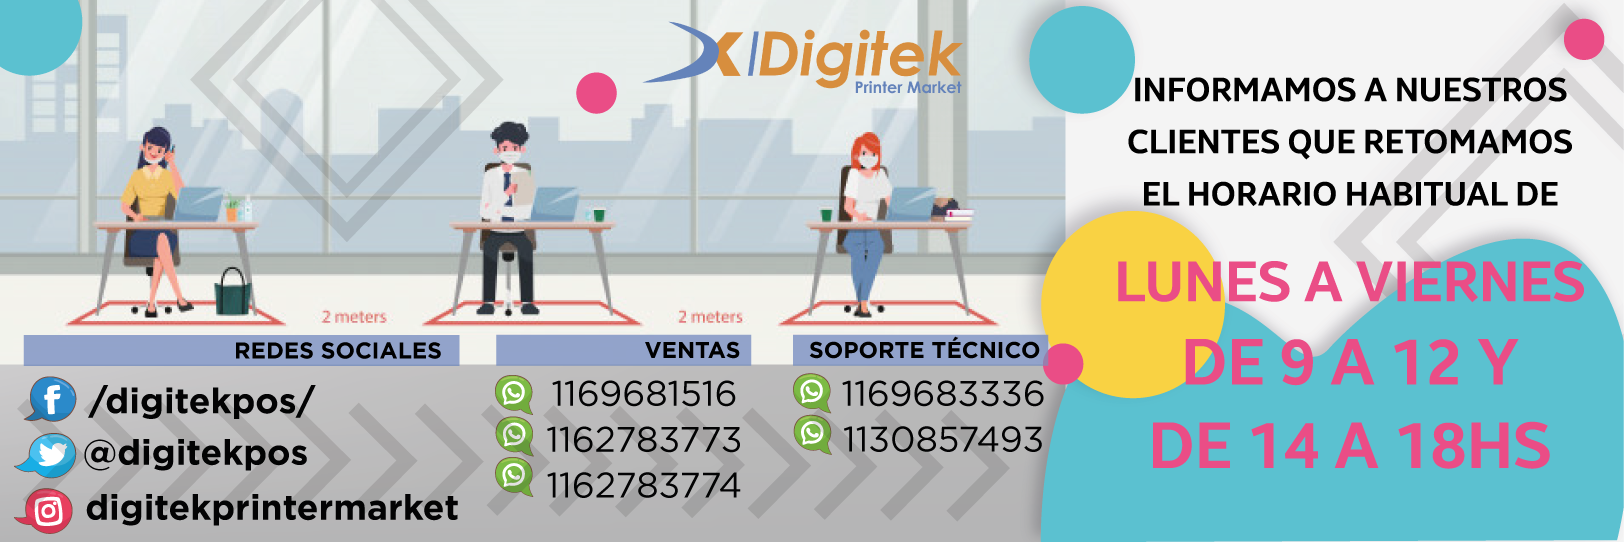 Digitek
Printer Market
INFORMAMOS A NUESTROS
CLIENTES QUE RETOMAMOS
EL HORARIO HABITUAL DE
LUNES A VIERNES
DE 9 A 12 Y
DE 14 A 18HS
2 meters
2 meters
REDES SOCIALES
/digitekpos/
@digitekpos
digitekprintermarket
VENTAS
1169681516
1162783773
1162783774
SOPORTE TÉCNICO
1169683336
1130857493